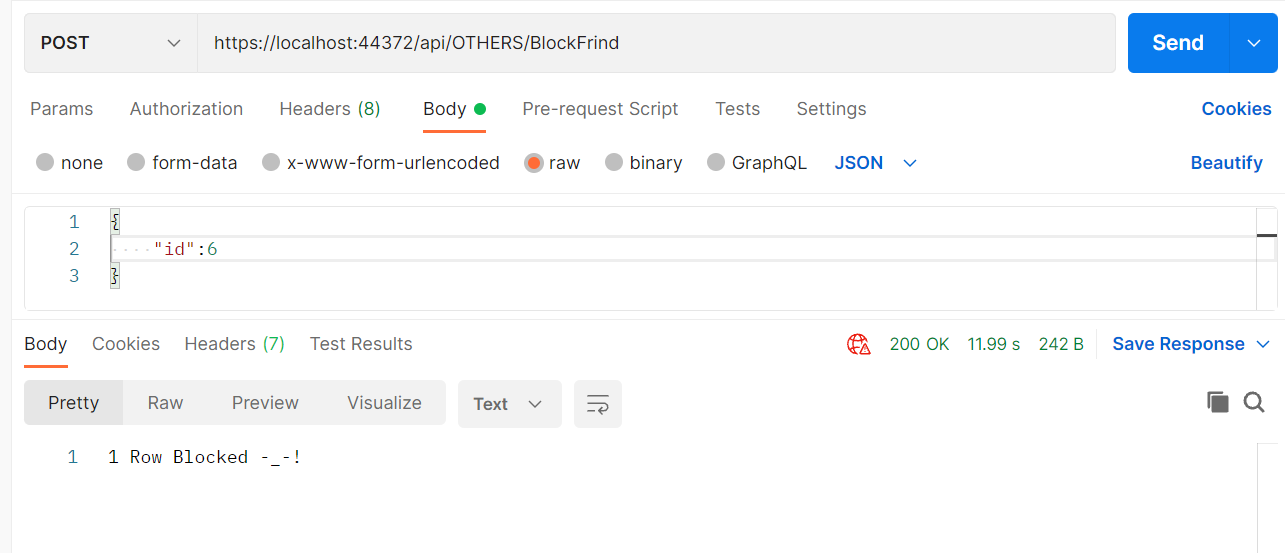 POST https://localhost:44372/api/OTHERS/BlockFrind Send
Params Authorization Headers (8) Body Pre-request Script Tests Settings Cookies
none form-data x-www-form-urlencoded raw binary GraphQL JSON Beautify
1 {
2 "id":6
3 }
Body Cookies Headers (7) Test Results 200 OK 11.99 s 242 B Save Response
Pretty Raw Preview Visualize Text
1 1 Row Blocked -_-!